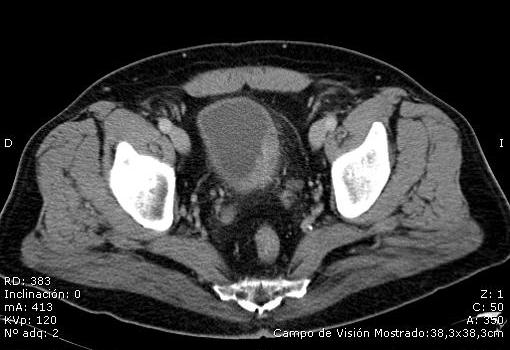 D
I
RD: 383
Inclinación: 0
mA: 413
KVp: 120
Nº adq: 2
Z: 1
C: 50
A: 350
Campo de Visión Mostrado:38,3x38,3cm